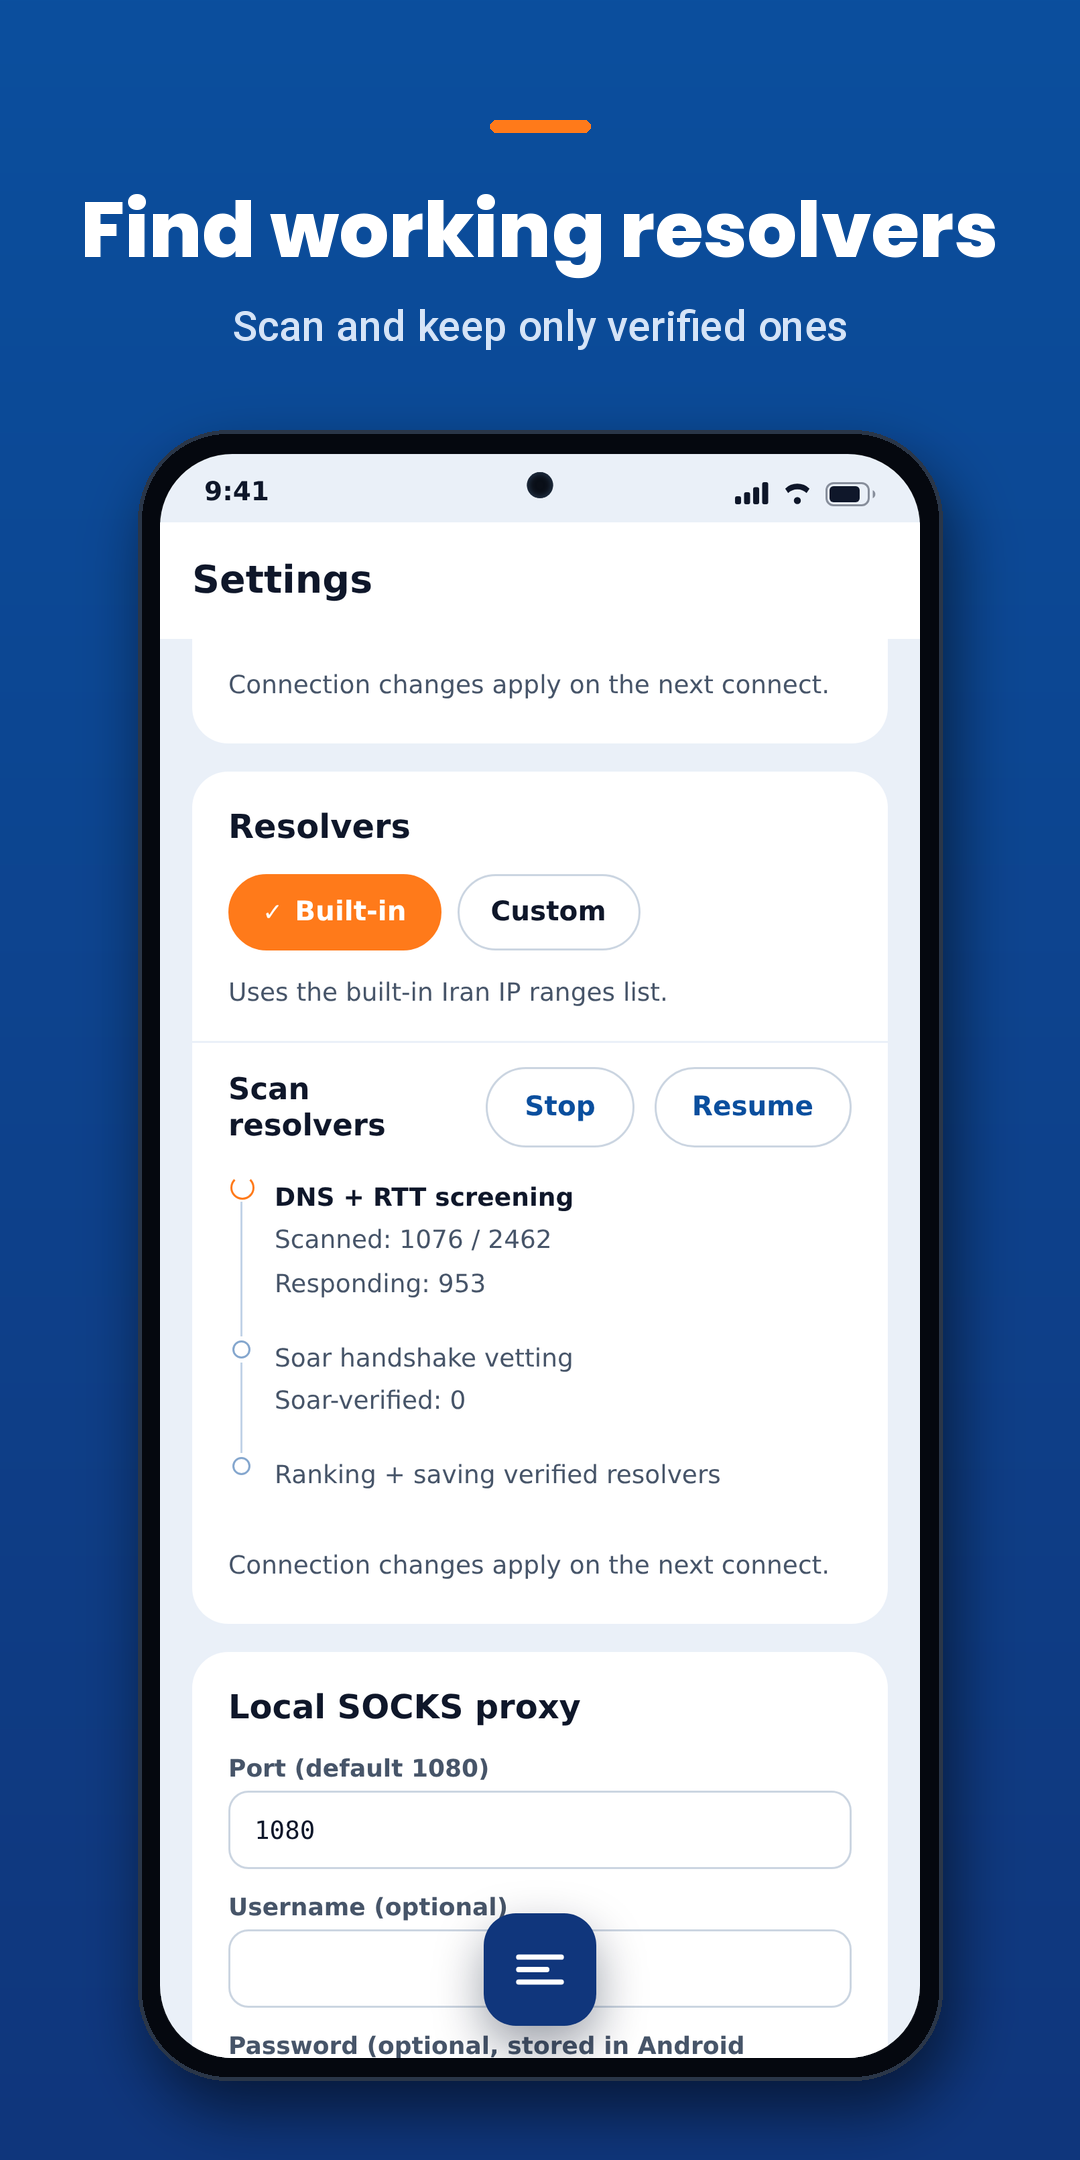 Find working resolvers
Scan and keep only verified ones
9:41
Settings
Connection changes apply on the next connect.
Resolvers
✓ Built-in
Custom
Uses the built-in Iran IP ranges list.
Scan
resolvers
Stop
Resume
DNS + RTT screening
Scanned: 1076 / 2462
Responding: 953
Soar handshake vetting
Soar-verified: 0
Ranking + saving verified resolvers
Connection changes apply on the next connect.
Local SOCKS proxy
Port (default 1080)
1080
Username (optional)
Password (optional, stored in Android